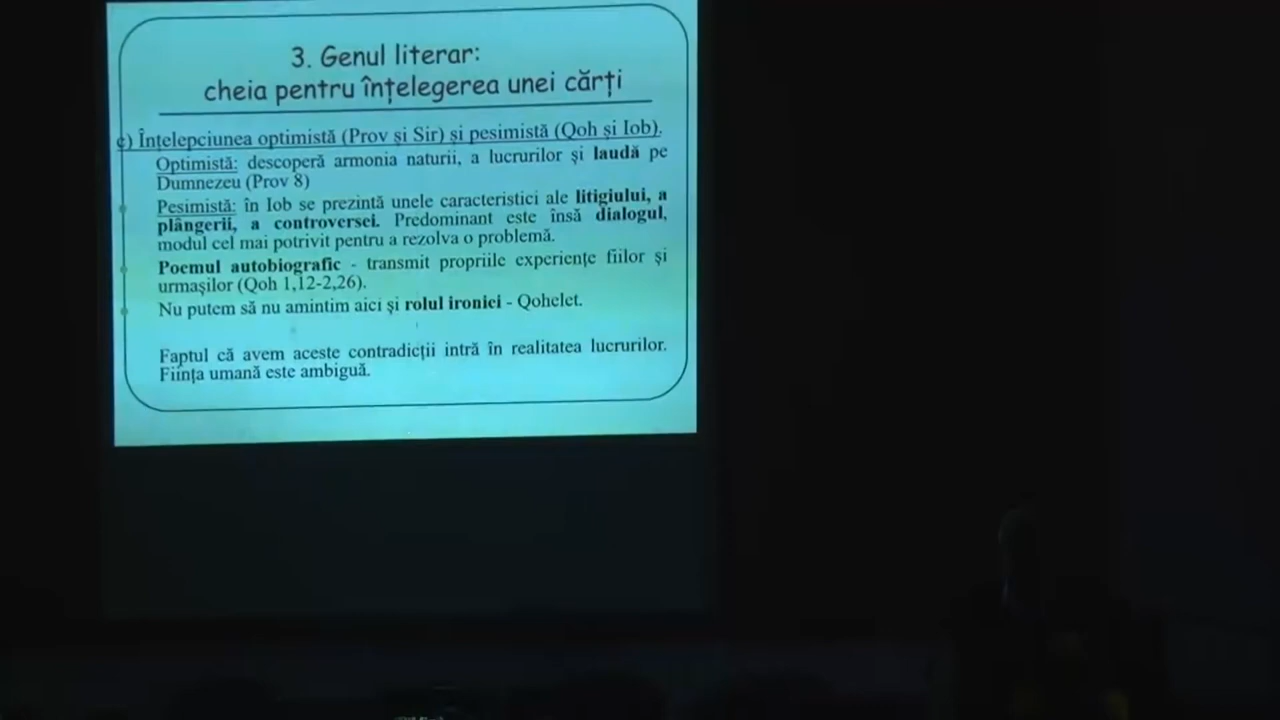 3. Genul literar:
cheia pentru înțelegerea unei cărți
c) Înțelepciunea optimistă (Prov și Sir) și pesimistă (Qoh și Iob).
Optimistă: descoperă armonia naturii, a lucrurilor și laudă pe
Dumnezeu (Prov 8)
Pesimistă: în Iob se prezintă unele caracteristici ale litigiului, a
plângerii, a controversei. Predominant este însă dialogul,
modul cel mai potrivit pentru a rezolva o problemă.
Poemul autobiografic - transmit propriile experiențe fiilor și
urmașilor (Qoh 1,12-2,26).
Nu putem să nu amintim aici și rolul ironiei - Qohelet.
Faptul că avem aceste contradicții intră în realitatea lucrurilor.
Ființa umană este ambiguă.